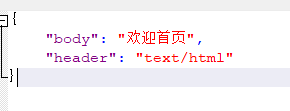 {
"body": "欢迎首页",
"header": "text/html"
}